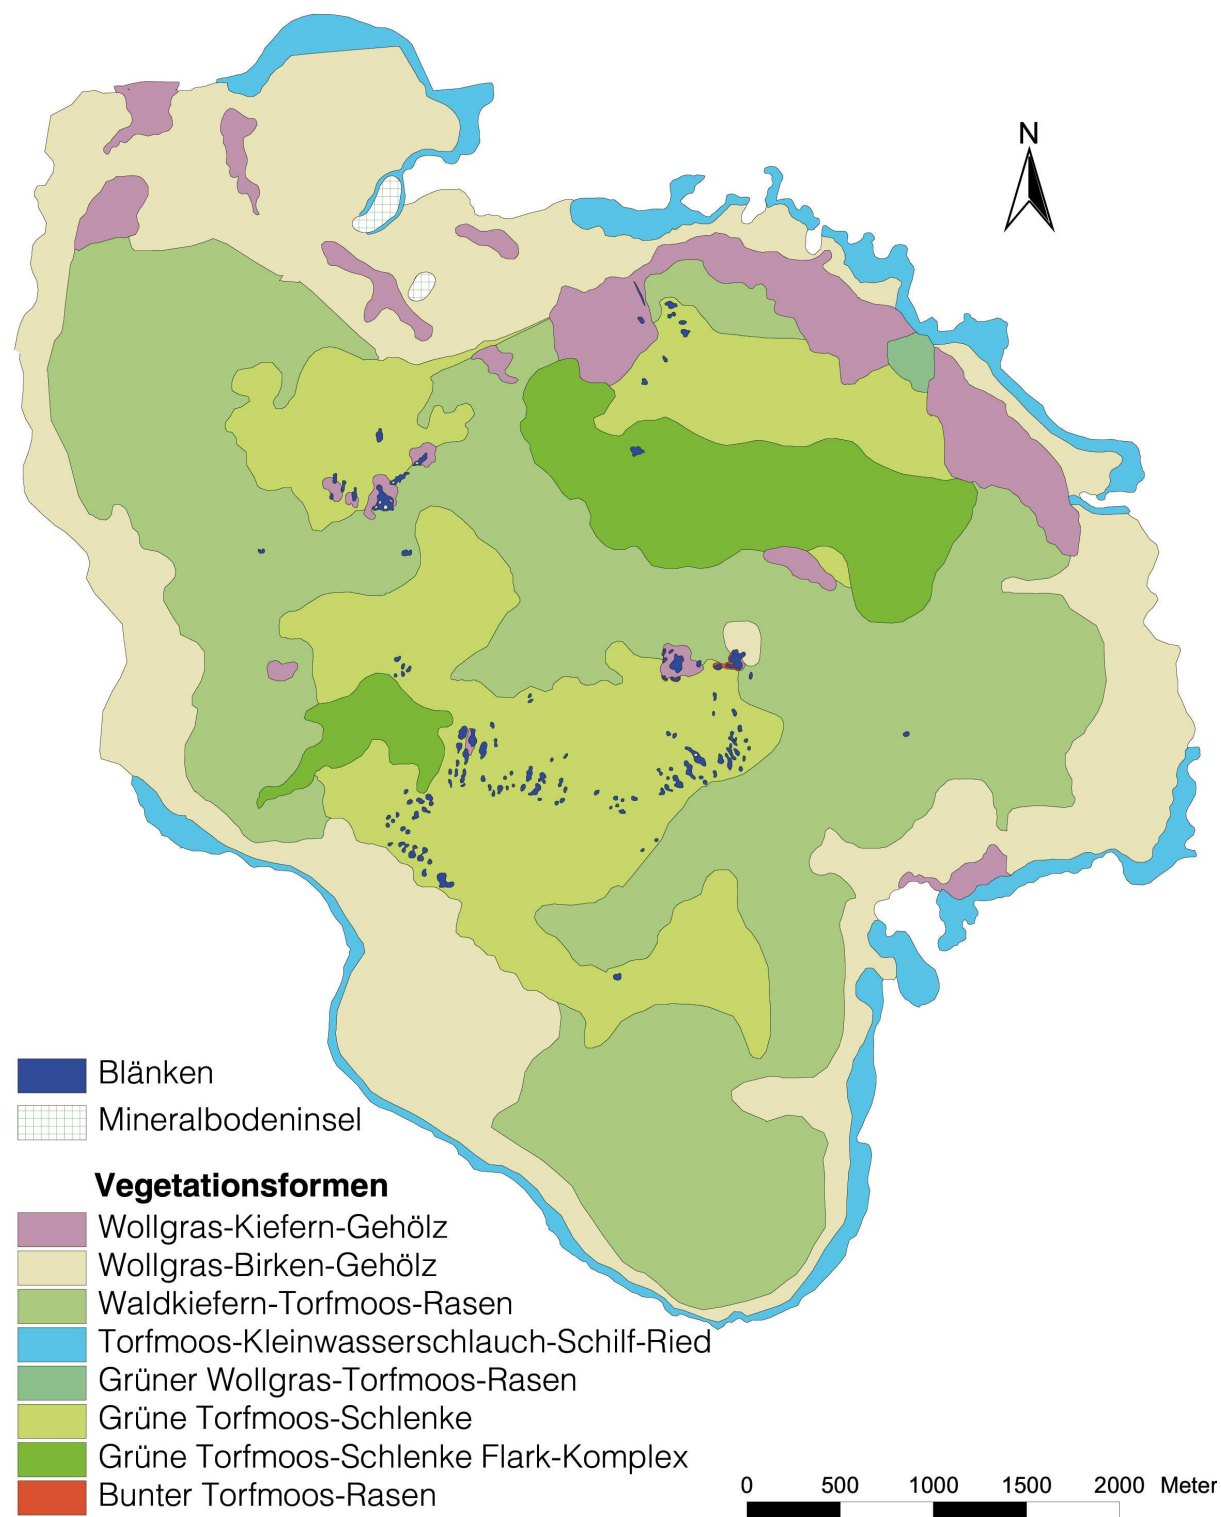 N
Blänken
Mineralbodeninsel
Vegetationsformen
Wollgras-Kiefern-Gehölz
Wollgras-Birken-Gehölz
Waldkiefern-Torfmoos-Rasen
Torfmoos-Kleinwasserschlauch-Schilf-Ried
Grüner Wollgras-Torfmoos-Rasen
Grüne Torfmoos-Schlenke
Grüne Torfmoos-Schlenke Flark-Komplex
Bunter Torfmoos-Rasen
0 500 1000 1500 2000 Meter